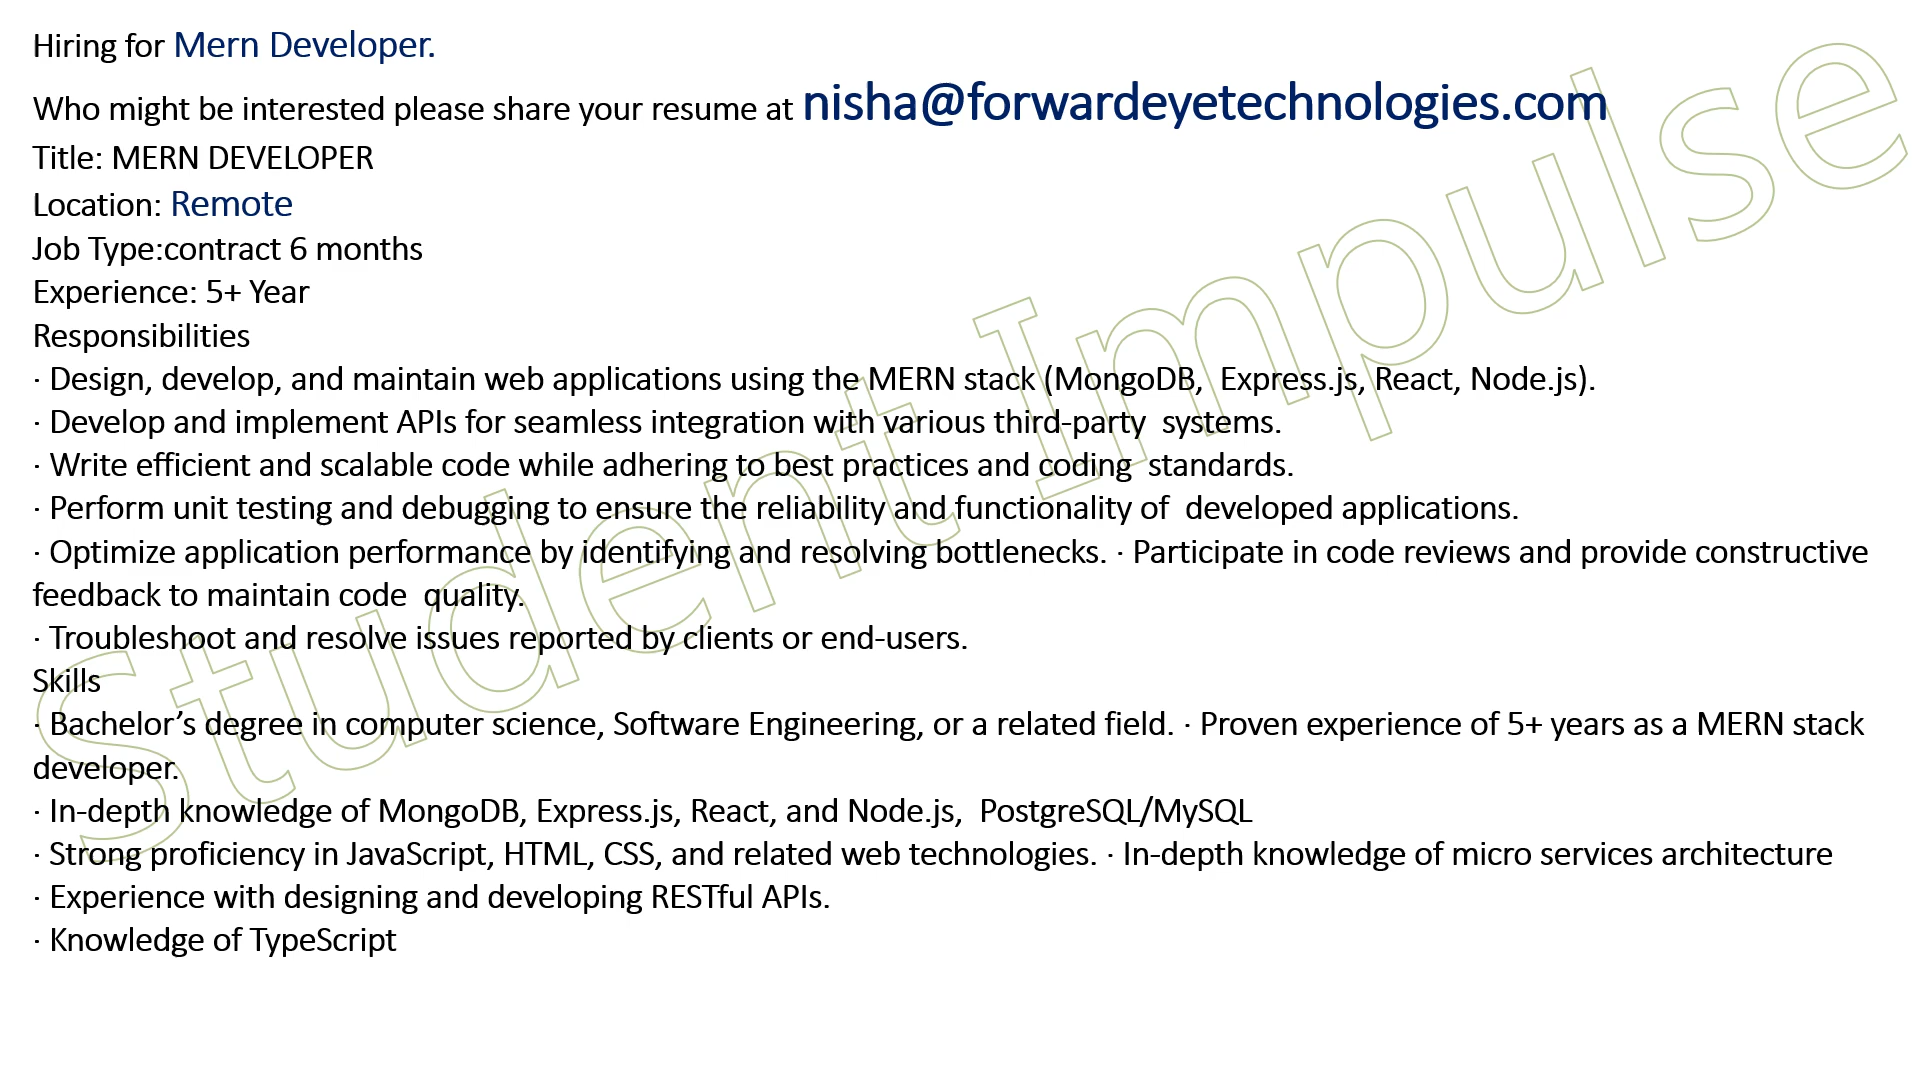 Hiring for Mern Developer.
Who might be interested please share your resume at nisha@forwardeyetechnologies.com
Title: MERN DEVELOPER
Location: Remote
Job Type:contract 6 months
Experience: 5+ Year
Responsibilities
· Design, develop, and maintain web applications using the MERN stack (MongoDB,  Express.js, React, Node.js).
· Develop and implement APIs for seamless integration with various third-party  systems.
· Write efficient and scalable code while adhering to best practices and coding  standards.
· Perform unit testing and debugging to ensure the reliability and functionality of  developed applications.
· Optimize application performance by identifying and resolving bottlenecks. · Participate in code reviews and provide constructive
feedback to maintain code  quality.
· Troubleshoot and resolve issues reported by clients or end-users.
Skills
· Bachelor’s degree in computer science, Software Engineering, or a related field. · Proven experience of 5+ years as a MERN stack
developer.
· In-depth knowledge of MongoDB, Express.js, React, and Node.js,  PostgreSQL/MySQL
· Strong proficiency in JavaScript, HTML, CSS, and related web technologies. · In-depth knowledge of micro services architecture
· Experience with designing and developing RESTful APIs.
· Knowledge of TypeScript
Student Impulse